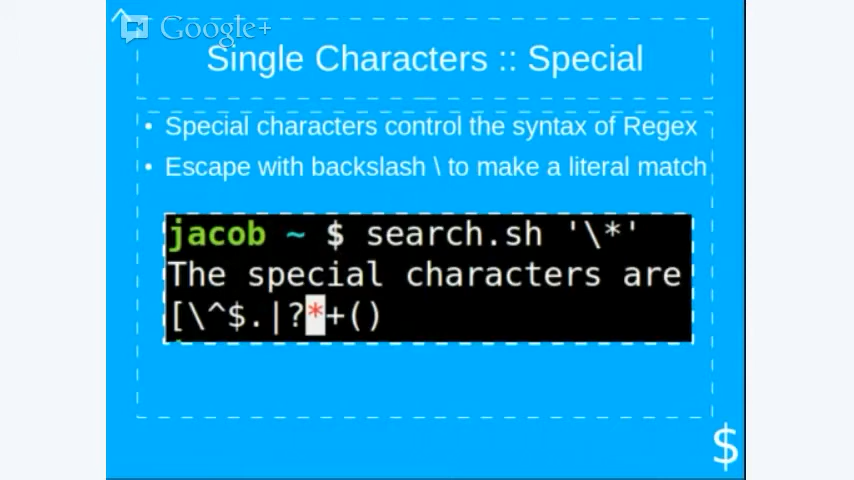 ^
Google+
Single Characters :: Special
• Special characters control the syntax of Regex
• Escape with backslash \ to make a literal match
jacob ~ $ search.sh '\*'
The special characters are
[\^$.|?*+()
$